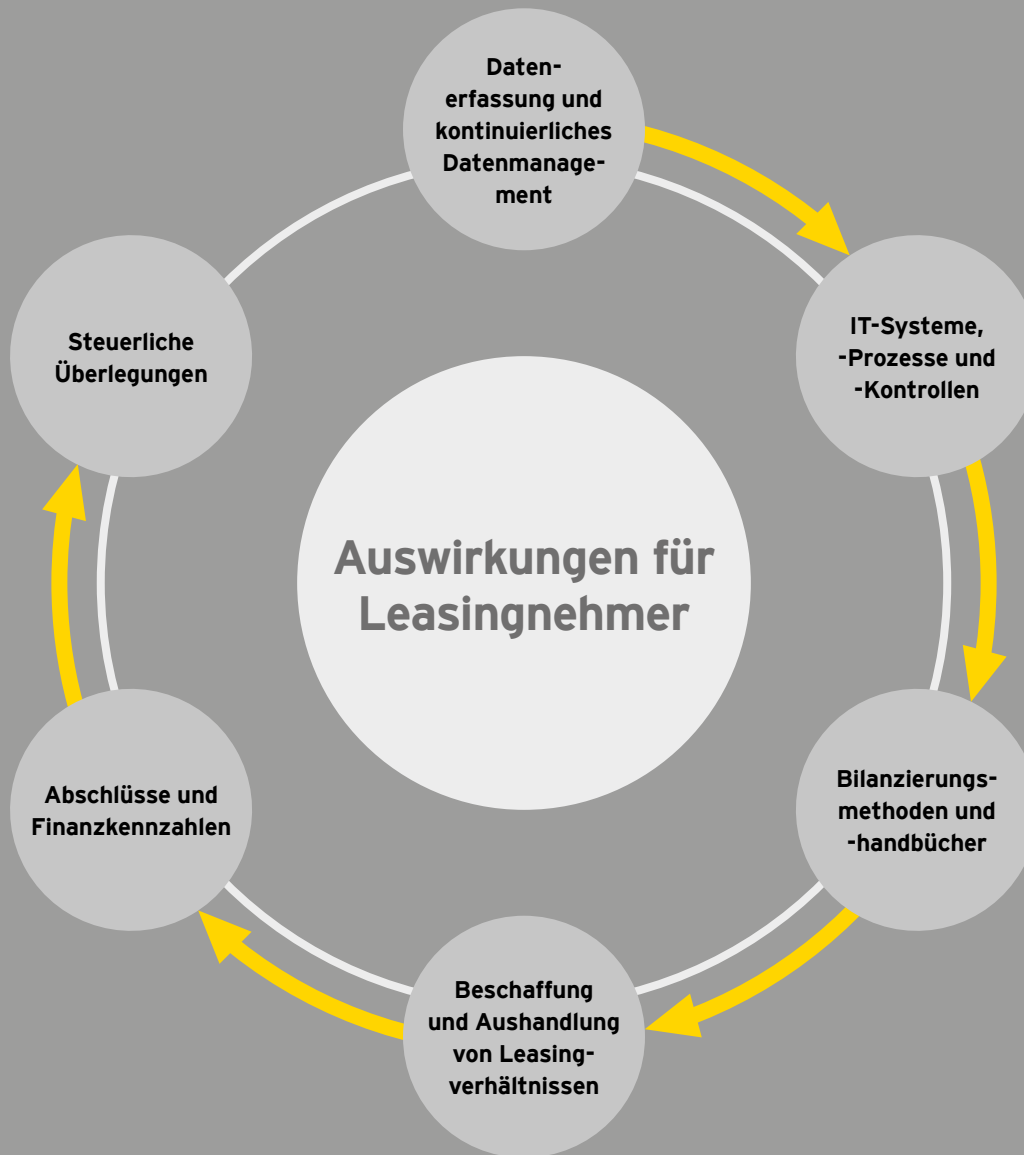 Daten-
erfassung und
kontinuierliches
Datenmanage-
ment
IT-Systeme,
-Prozesse und
-Kontrollen
Bilanzierungs-
methoden und
-handbücher
Beschaffung
und Aushandlung
von Leasing-
verhältnissen
Abschlüsse und
Finanzkennzahlen
Steuerliche
Überlegungen
Auswirkungen für
Leasingnehmer